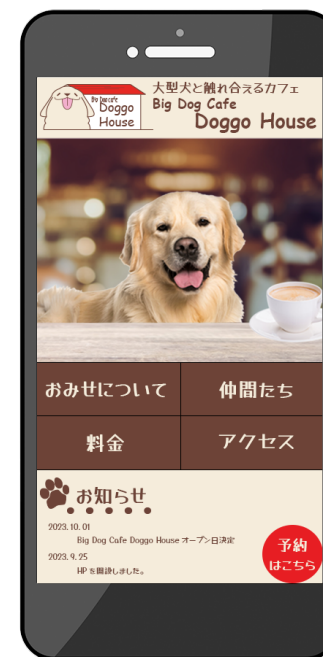 Big Dog cafe
Doggo
House
大型犬と触れ合えるカフェ
Big Dog Cafe
Doggo House
おみせについて
仲間たち
料金
アクセス
お知らせ
2023.10.01
Big Dog Cafe Doggo House オープン日決定
2023.9.25
HPを開設しました。
予約
はこちら